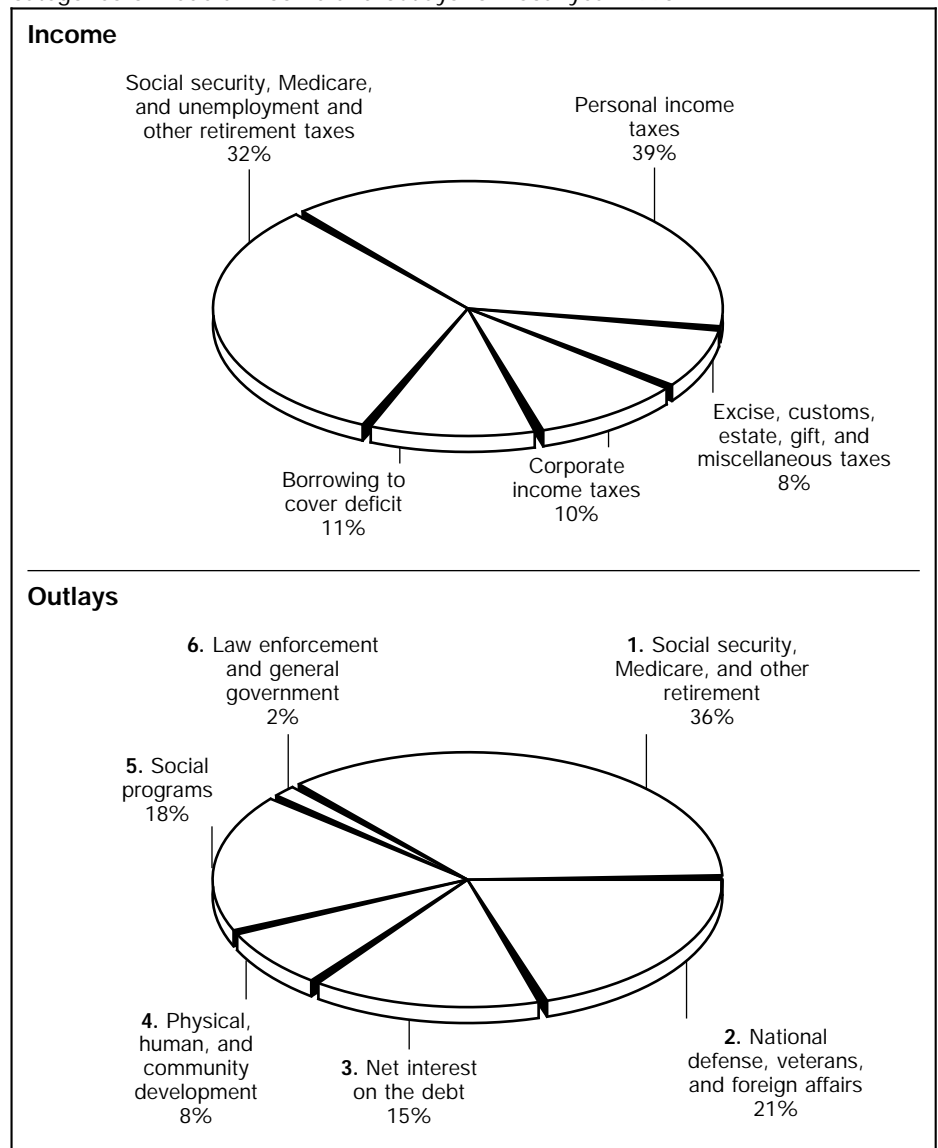 Income
Social security, Medicare,
and unemployment and
other retirement taxes
32%
Personal income
taxes
39%
Excise, customs,
estate, gift, and
miscellaneous taxes
8%
Corporate
income taxes
10%
Borrowing to
cover deficit
11%
Outlays
6. Law enforcement
and general
government
2%
1. Social security,
Medicare, and other
retirement
36%
5. Social
programs
18%
4. Physical,
human, and
community
development
8%
3. Net interest
on the debt
15%
2. National
defense, veterans,
and foreign affairs
21%